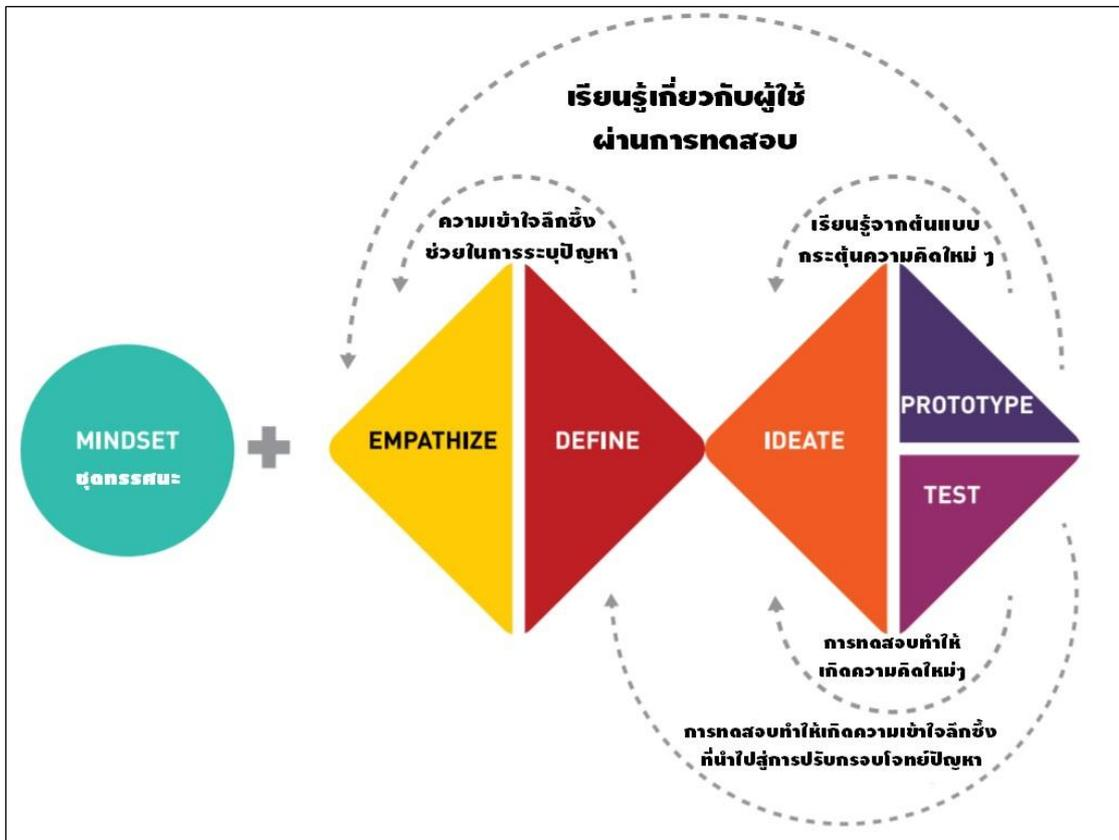 เรียนรู้เกี่ยวกับผู้ใช้
ผ่านการทดสอบ
ความเข้าใจลึกซึ้ง
ช่วยในการระบุปัญหา
เรียนรู้จากต้นแบบ
กระตุ้นความคิดใหม่ ๆ
MINDSET
ชุดทรรศนะ
EMPATHIZE
DEFINE
IDEATE
PROTOTYPE
TEST
การทดสอบทำให้
เกิดความคิดใหม่ๆ
การทดสอบทำให้เกิดความเข้าใจลึกซึ้ง
ที่นำไปสู่การปรับกรอบโจทย์ปัญหา